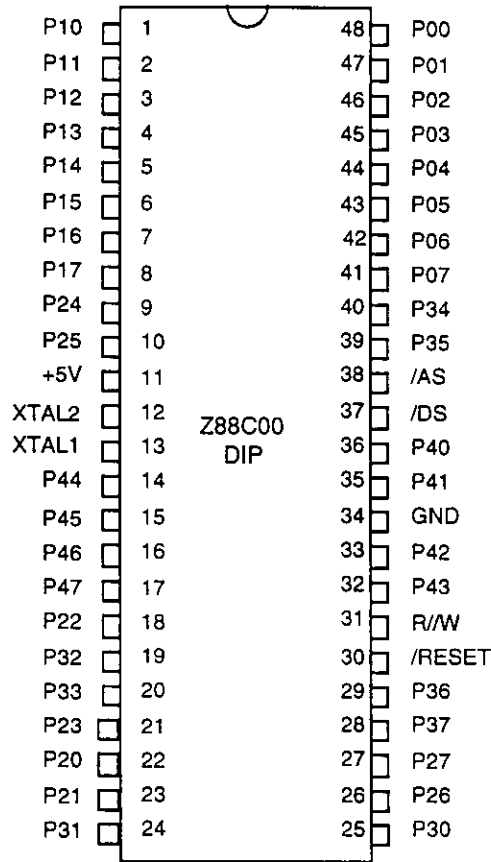 P10 1 48 P00
P11 2 47 P01
P12 3 46 P02
P13 4 45 P03
P14 5 44 P04
P15 6 43 P05
P16 7 42 P06
P17 8 41 P07
P24 9 40 P34
P25 10 39 P35
+5V 11 38 /AS
XTAL2 12 37 /DS
XTAL1 13 36 P40
Z88C00
DIP
P44 14 35 P41
P45 15 34 GND
P46 16 33 P42
P47 17 32 P43
P22 18 31 R//W
P32 19 30 /RESET
P33 20 29 P36
P23 21 28 P37
P20 22 27 P27
P21 23 26 P26
P31 24 25 P30